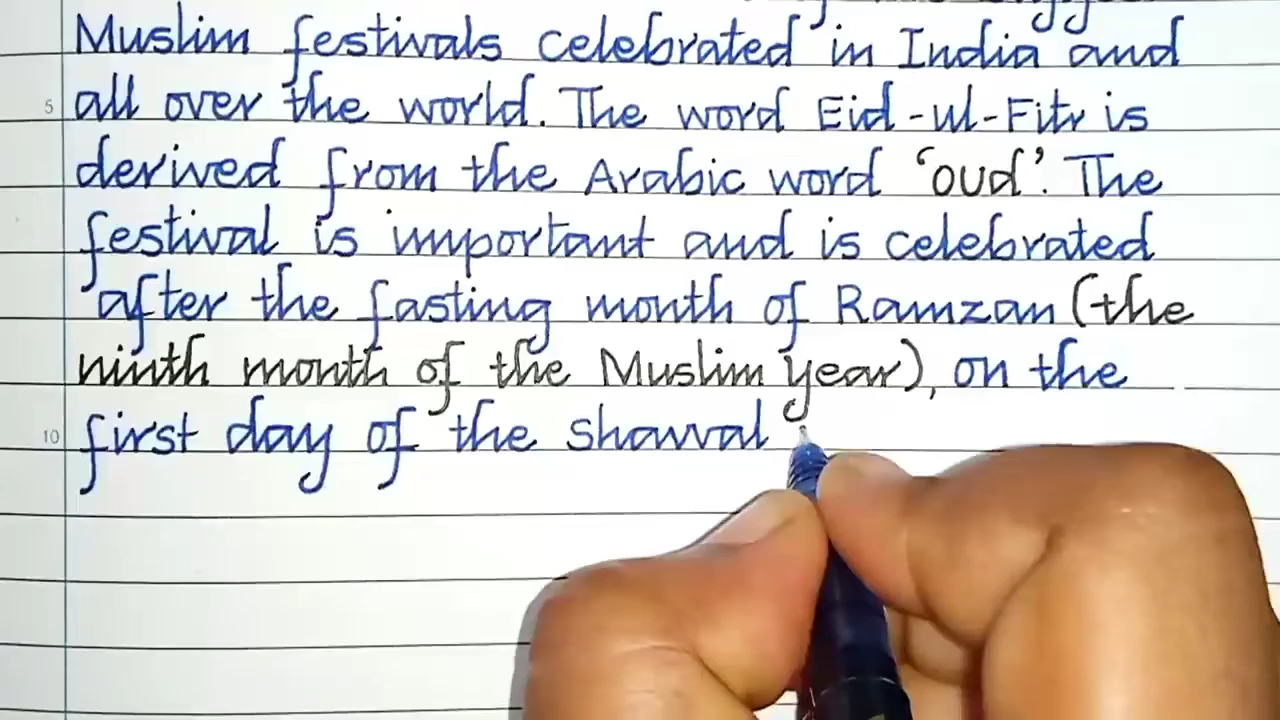 Muslim festivals celebrated in India and
all over the world. The word Eid-ul-Fitr is
derived from the Arabic word ‘oud’. The
festival is important and is celebrated
after the fasting month of Ramzan (the
ninth month of the Muslim year), on the
first day of the shawal
5
10